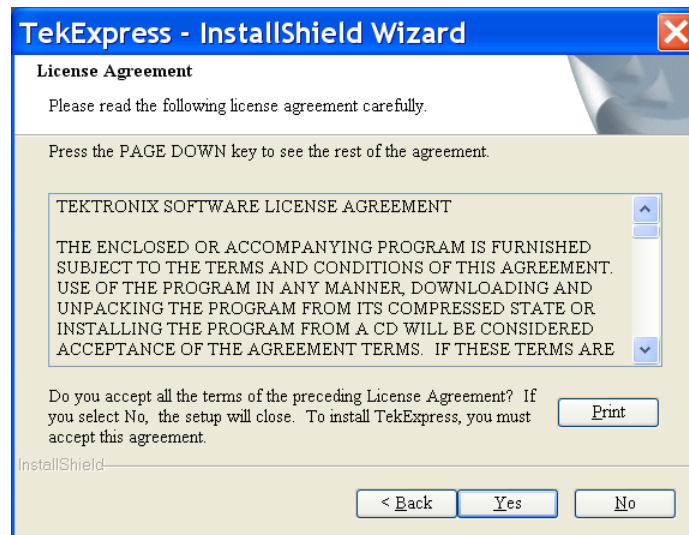 TekExpress - InstallShield Wizard
License Agreement
Please read the following license agreement carefully.
Press the PAGE DOWN key to see the rest of the agreement.
TEKTRONIX SOFTWARE LICENSE AGREEMENT
THE ENCLOSED OR ACCOMPANYING PROGRAM IS FURNISHED
SUBJECT TO THE TERMS AND CONDITIONS OF THIS AGREEMENT.
USE OF THE PROGRAM IN ANY MANNER, DOWNLOADING AND
UNPACKING THE PROGRAM FROM ITS COMPRESSED STATE OR
INSTALLING THE PROGRAM FROM A CD WILL BE CONSIDERED
ACCEPTANCE OF THE AGREEMENT TERMS. IF THESE TERMS ARE
Do you accept all the terms of the preceding License Agreement? If
you select No, the setup will close. To install TekExpress, you must
accept this agreement.
Print
InstallShield
< Back
Yes
No